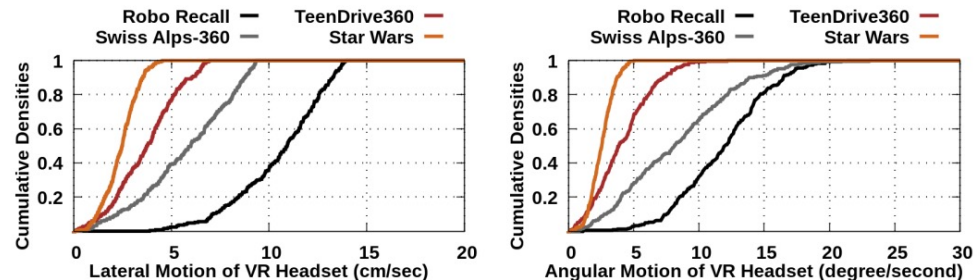 Robo Recall TeenDrive360
Swiss Alps-360 Star Wars
Cumulative Densities
1
0.8
0.6
0.4
0.2
0 5 10 15 20
Lateral Motion of VR Headset (cm/sec)
Robo Recall TeenDrive360
Swiss Alps-360 Star Wars
Cumulative Densities
1
0.8
0.6
0.4
0.2
0 5 10 15 20 25 30
Angular Motion of VR Headset (degree/second)